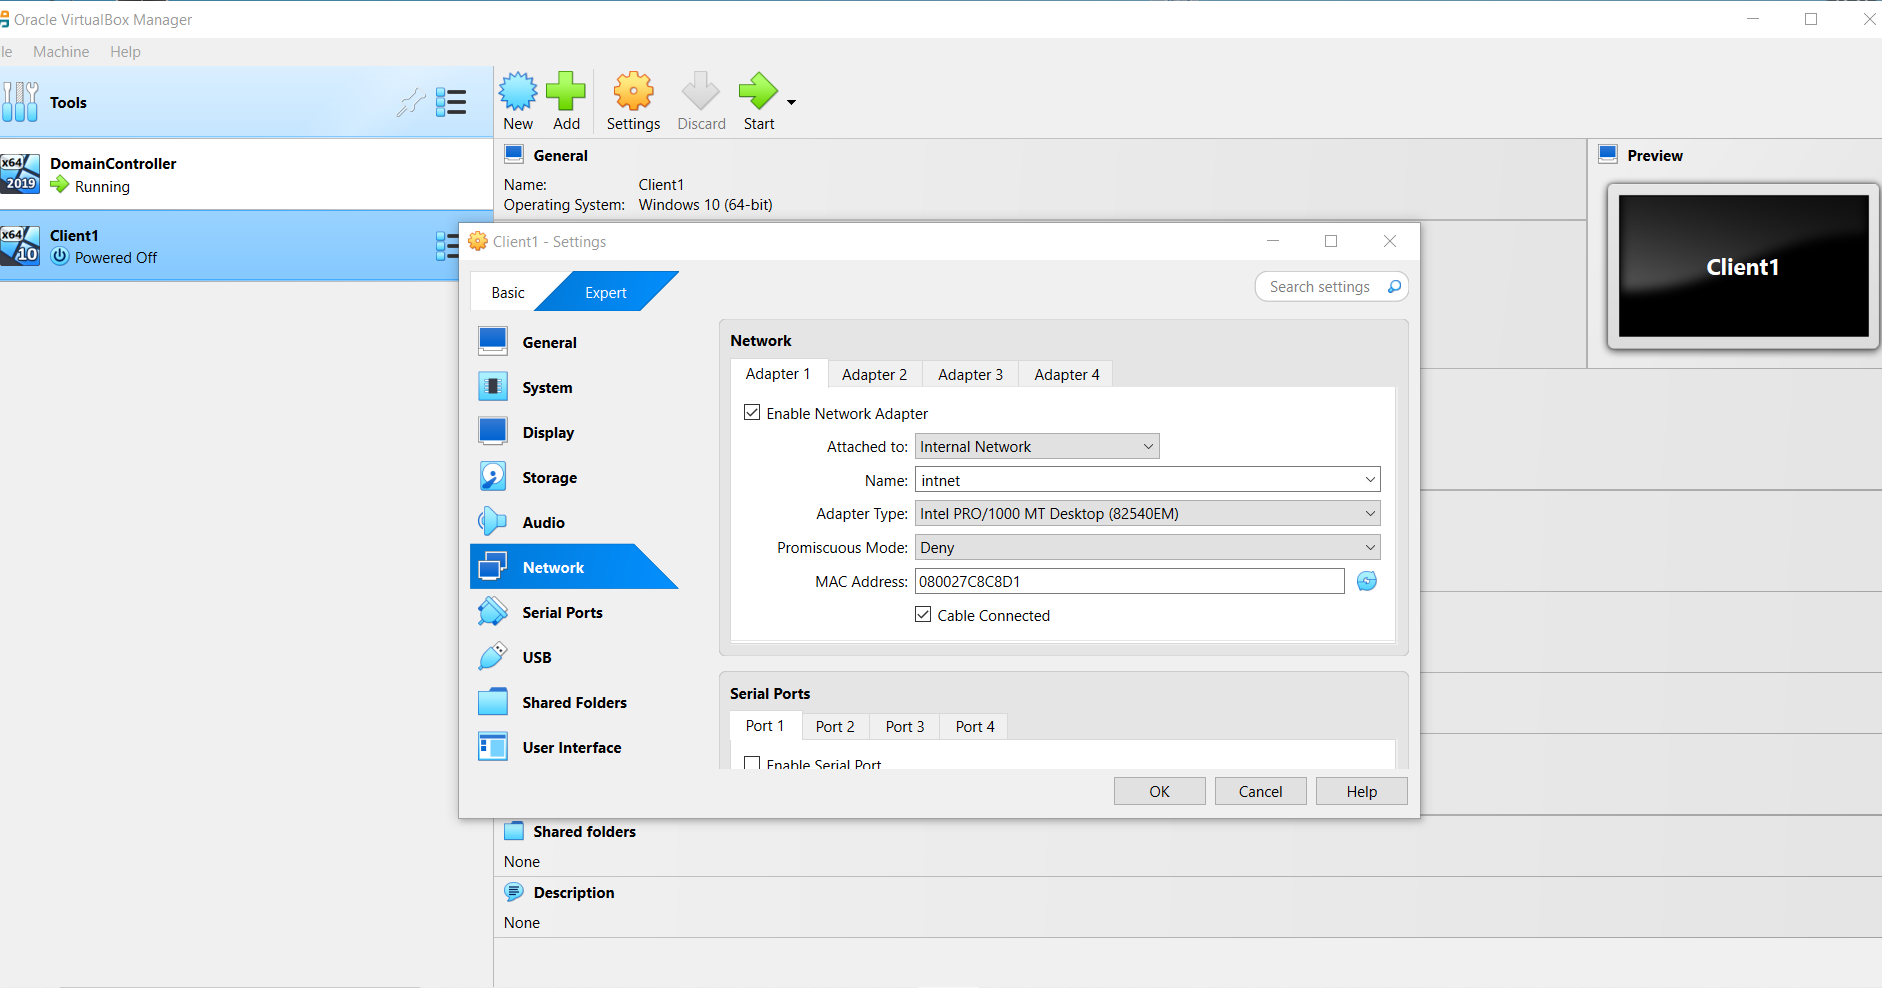 Oracle VirtualBox Manager
le Machine Help
Tools
New Add Settings Discard Start
x64 2019 DomainController
Running
x64 10 Client1
Powered Off
General
Name: Client1
Operating System: Windows 10 (64-bit)
Preview
Client1
Client1 - Settings
Basic Expert
Search settings
General
System
Display
Storage
Audio
Network
Serial Ports
USB
Shared Folders
User Interface
Network
Adapter 1 Adapter 2 Adapter 3 Adapter 4
Enable Network Adapter
Attached to: Internal Network
Name: intnet
Adapter Type: Intel PRO/1000 MT Desktop (82540EM)
Promiscuous Mode: Deny
MAC Address: 080027C8C8D1
Cable Connected
Serial Ports
Port 1 Port 2 Port 3 Port 4
Enable Serial Port
OK Cancel Help
Shared folders
None
Description
None